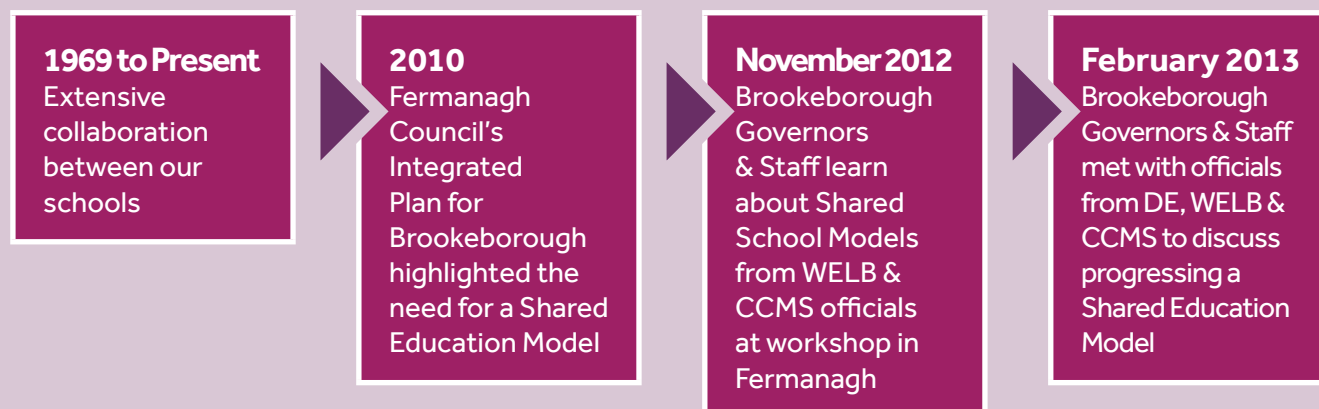 1969 to Present
Extensive
collaboration
between our
schools
2010
Fermanagh
Council’s
Integrated
Plan for
Brookeborough
highlighted the
need for a Shared
Education Model
November 2012
Brookeborough
Governors
& Staff learn
about Shared
School Models
from WELB &
CCMS officials
at workshop in
Fermanagh
February 2013
Brookeborough
Governors & Staff
met with officials
from DE, WELB &
CCMS to discuss
progressing a
Shared Education
Model